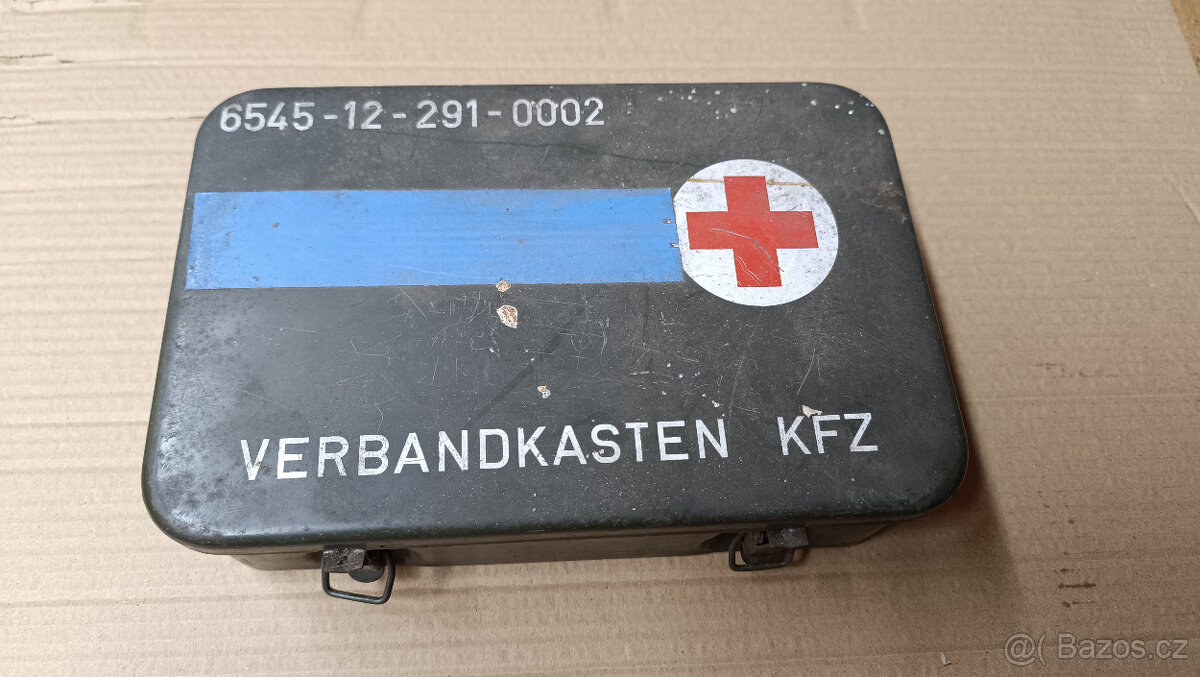 6545-12-291-0002
VERBANDKASTEN KFZ
@( Bazos.cz